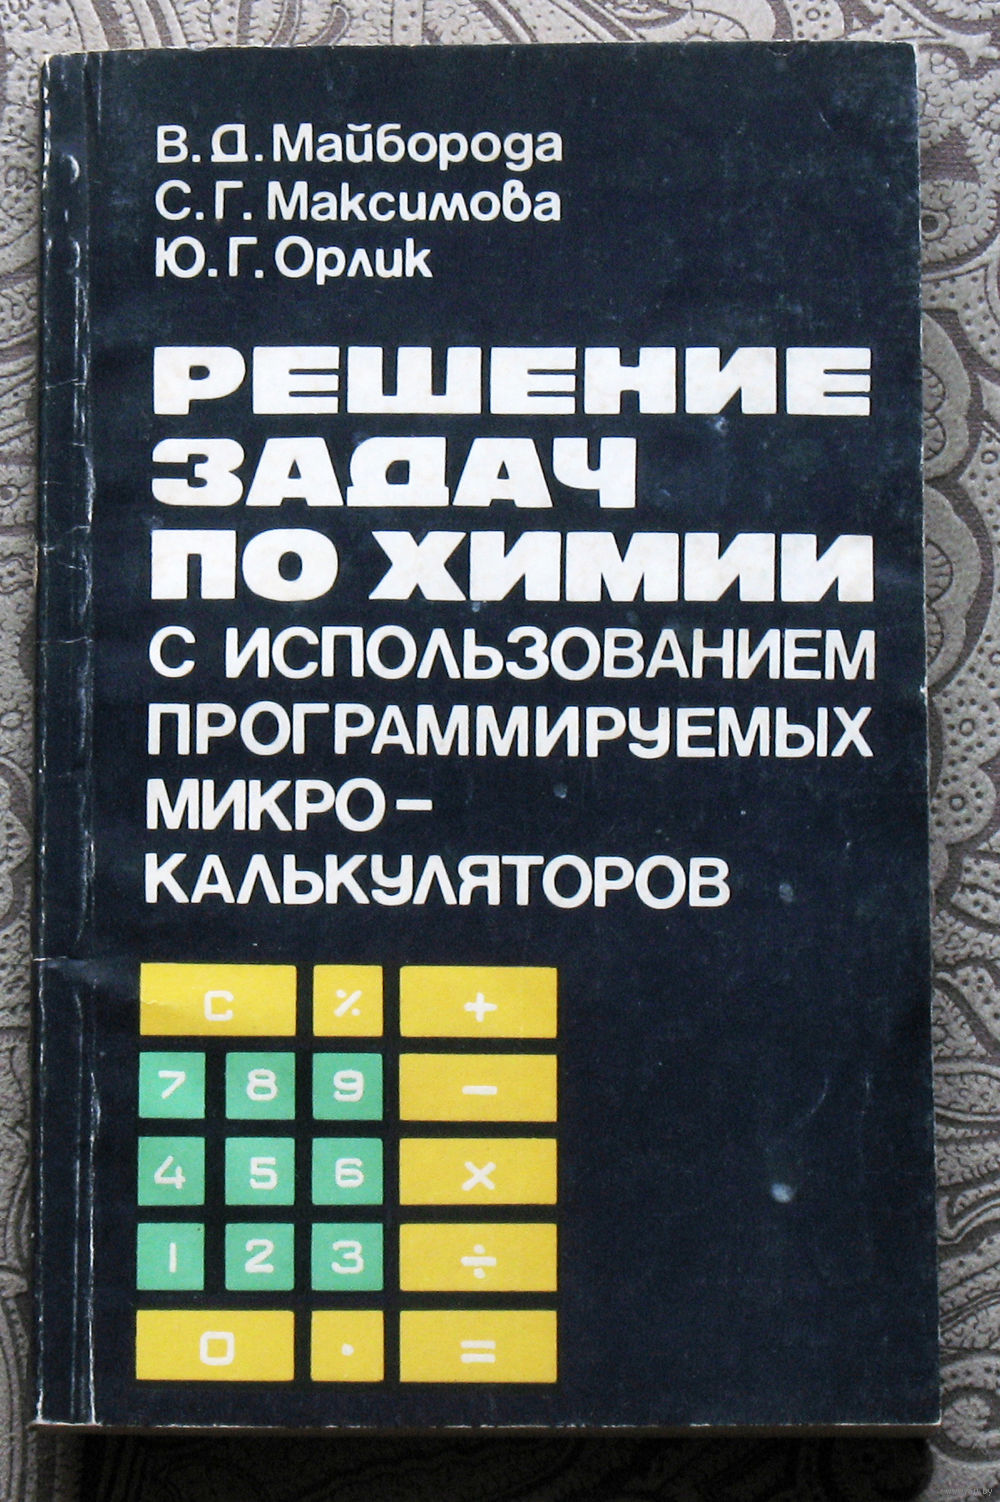 В. Д. Майборода
С. Г. Максимова
Ю. Г. Орлик
РЕШЕНИЕ
ЗАДАЧ
ПО ХИМИИ
С ИСПОЛЬЗОВАНИЕМ
ПРОГРАММИРУЕМЫХ
МИКРО-
КАЛЬКУЛЯТОРОВ
C % +
7 8 9 -
4 5 6 ×
1 2 3 ÷
0 . =